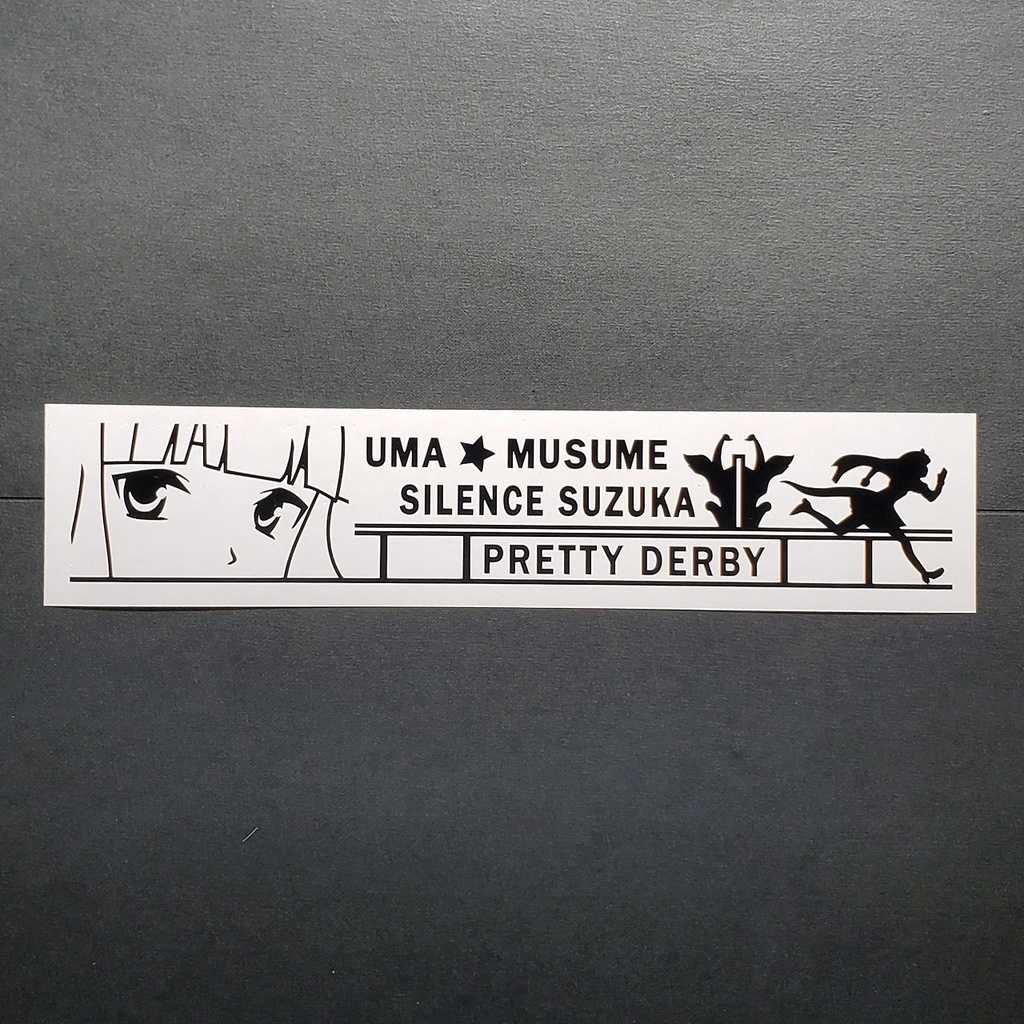 UMA ★ MUSUME
SILENCE SUZUKA
PRETTY DERBY